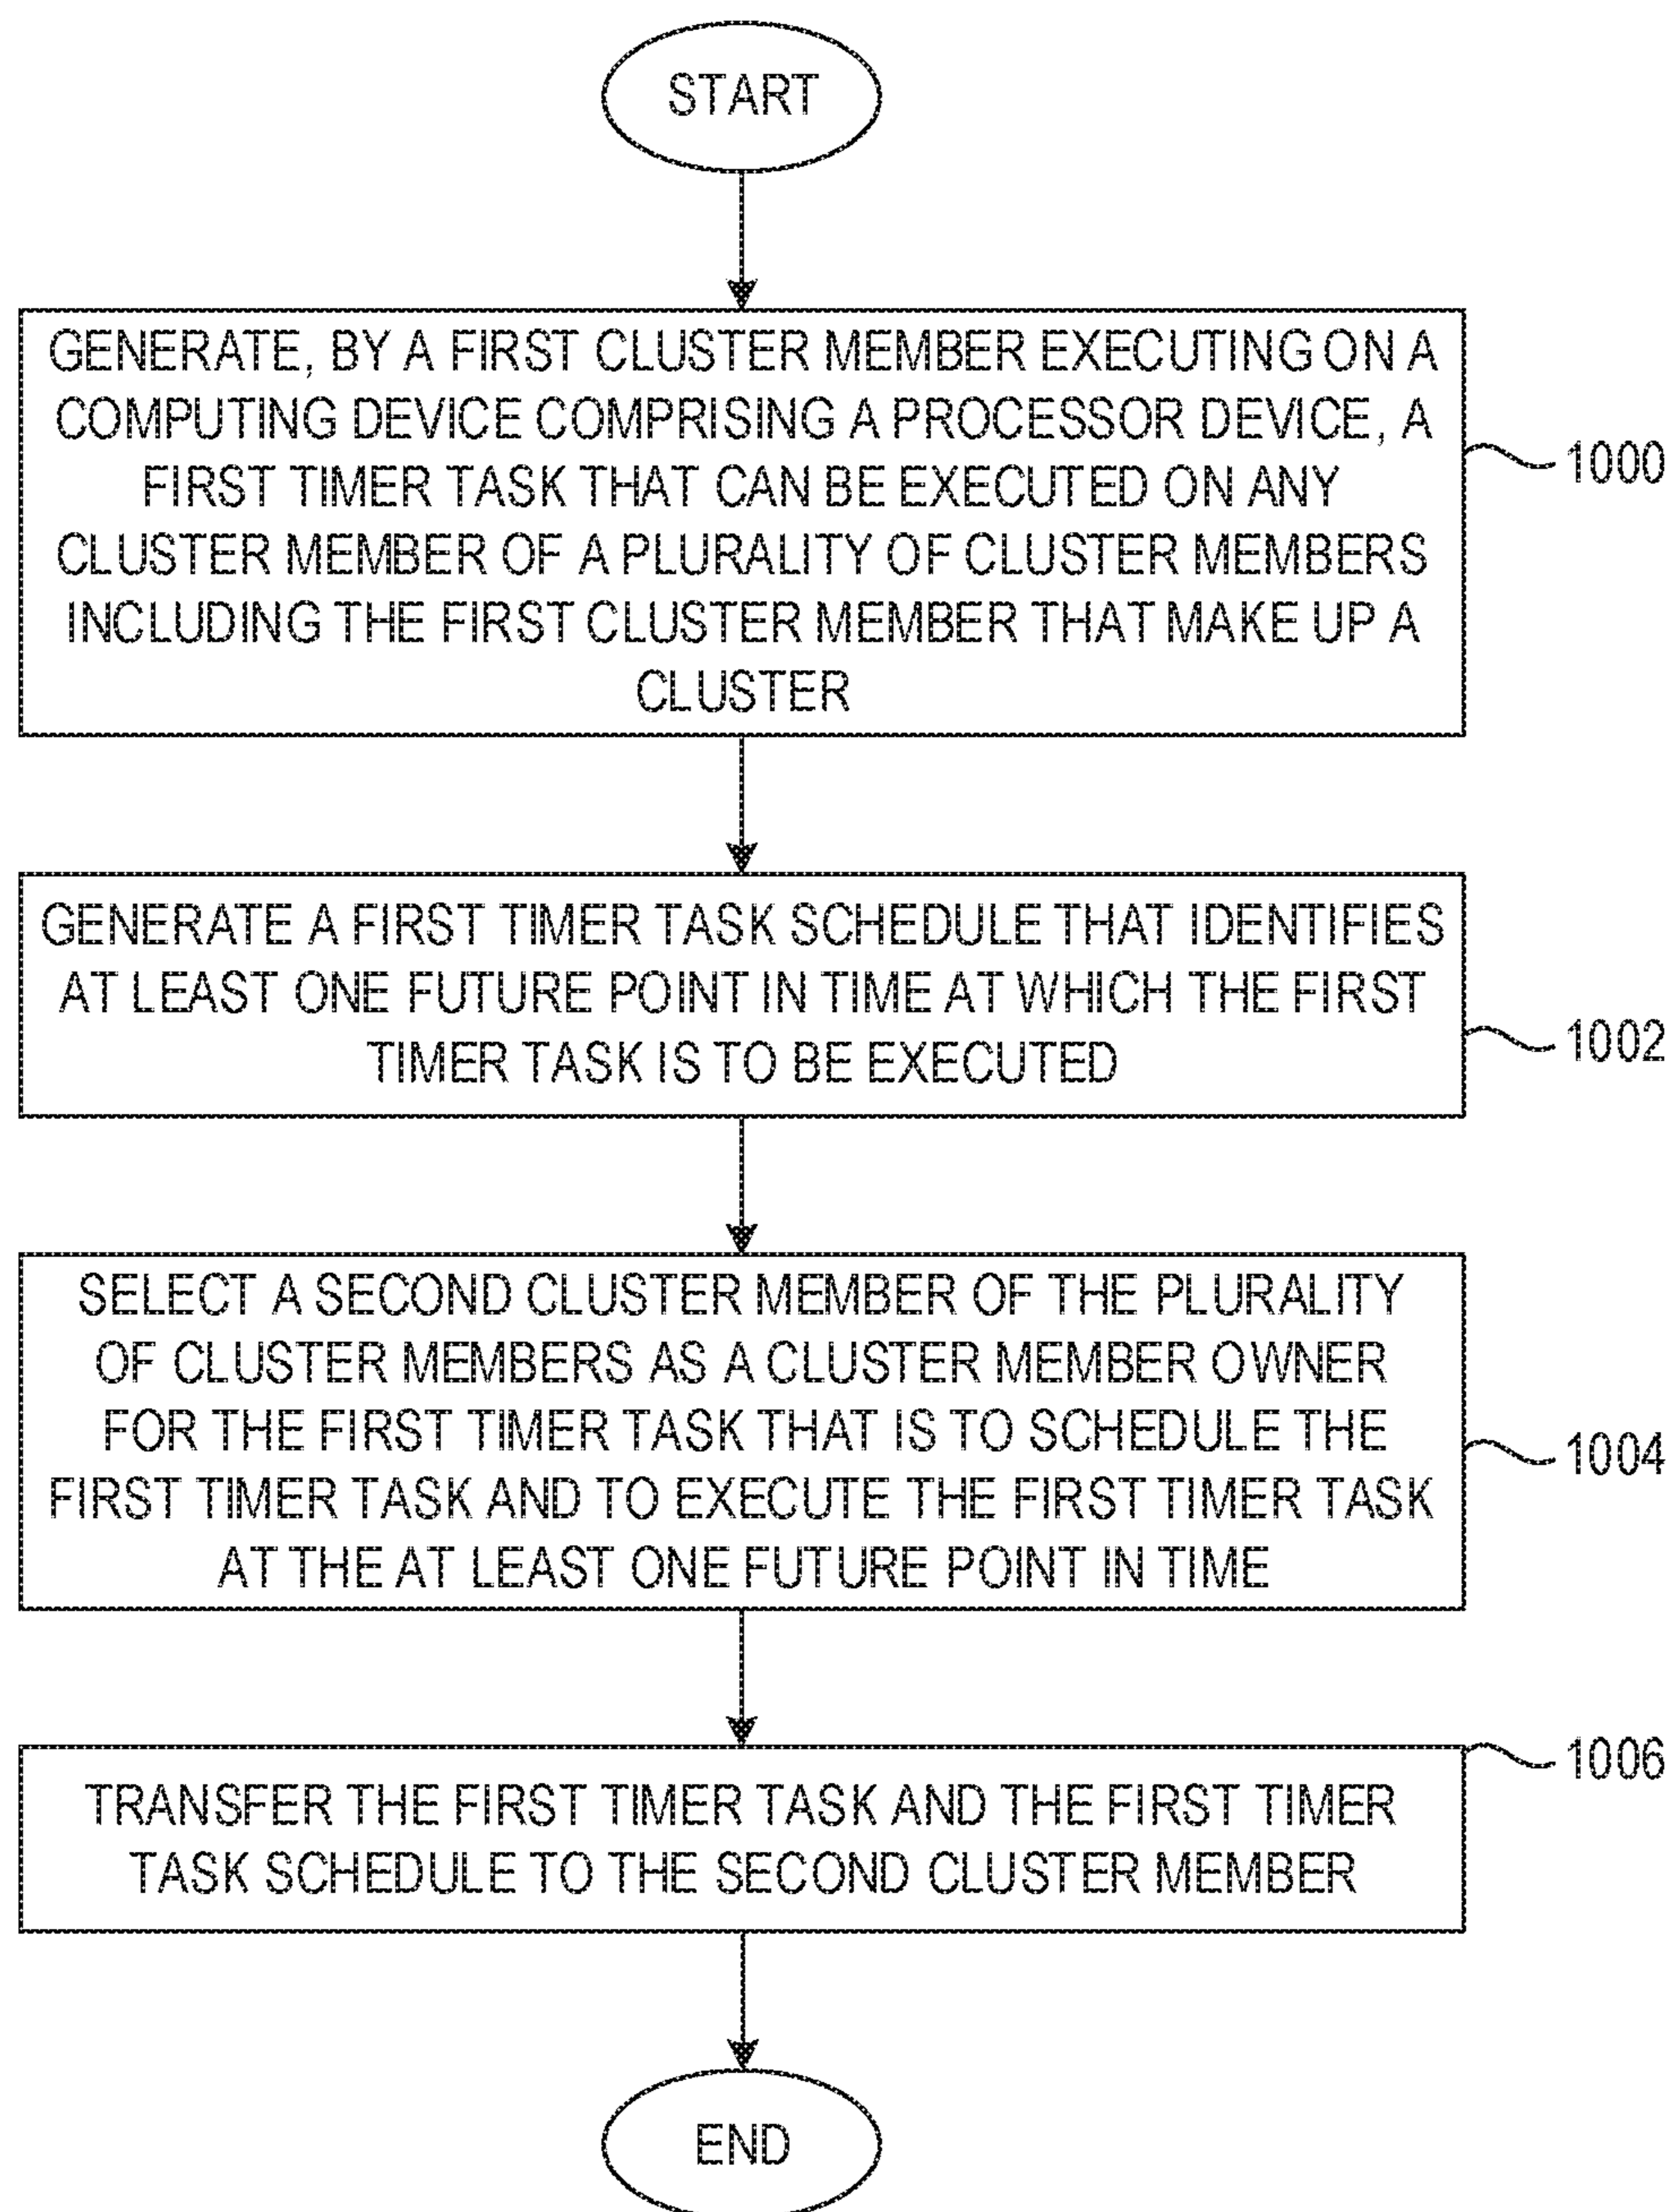 START
GENERATE, BY A FIRST CLUSTER MEMBER EXECUTING ON A
COMPUTING DEVICE COMPRISING A PROCESSOR DEVICE, A
FIRST TIMER TASK THAT CAN BE EXECUTED ON ANY
CLUSTER MEMBER OF A PLURALITY OF CLUSTER MEMBERS
INCLUDING THE FIRST CLUSTER MEMBER THAT MAKE UP A
CLUSTER
1000
GENERATE A FIRST TIMER TASK SCHEDULE THAT IDENTIFIES
AT LEAST ONE FUTURE POINT IN TIME AT WHICH THE FIRST
TIMER TASK IS TO BE EXECUTED
1002
SELECT A SECOND CLUSTER MEMBER OF THE PLURALITY
OF CLUSTER MEMBERS AS A CLUSTER MEMBER OWNER
FOR THE FIRST TIMER TASK THAT IS TO SCHEDULE THE
FIRST TIMER TASK AND TO EXECUTE THE FIRST TIMER TASK
AT THE AT LEAST ONE FUTURE POINT IN TIME
1004
TRANSFER THE FIRST TIMER TASK AND THE FIRST TIMER
TASK SCHEDULE TO THE SECOND CLUSTER MEMBER
1006
END